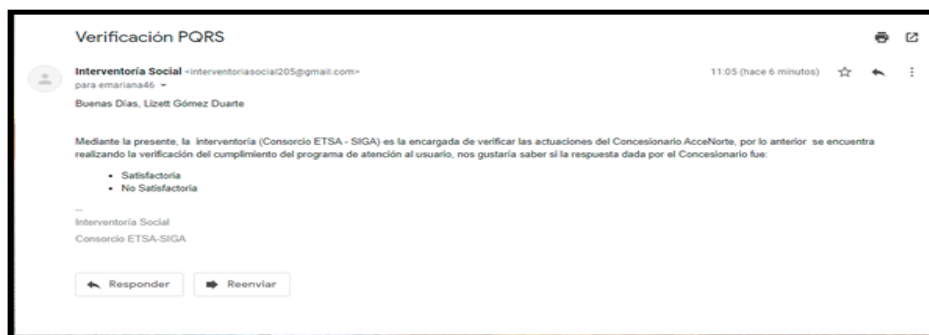 Verificación PQRS
Interventoría Social <interventoriasocial205@gmail.com>
11:05 (hace 6 minutos)
para emariana46
Buenas Días, Lizett Gómez Duarte
Mediante la presente, la interventoría (Consorcio ETSA - SIGA) es la encargada de verificar las actuaciones del Concesionario AcceNorte, por lo anterior se encuentra
realizando la verificación del cumplimiento del programa de atención al usuario, nos gustaría saber si la respuesta dada por el Concesionario fue:
• Satisfactoria
• No Satisfactoria
--
Interventoría Social
Consorcio ETSA-SIGA
Responder
Reenviar